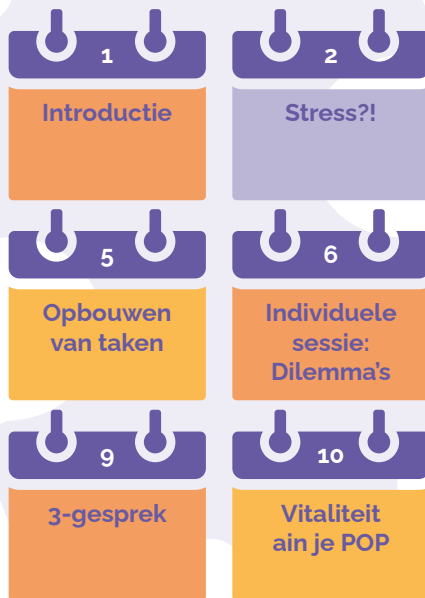 1
Introductie
2
Stress?!
5
Opbouwen
van taken
6
Individuele
sessie:
Dilemma's
9
3-gesprek
10
Vitaliteit
ain je POP